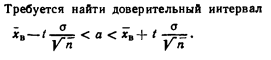 Требуется найти доверительный интервал
x̄ᵦ — t σ/√n < a < x̄ᵦ + t σ/√n .